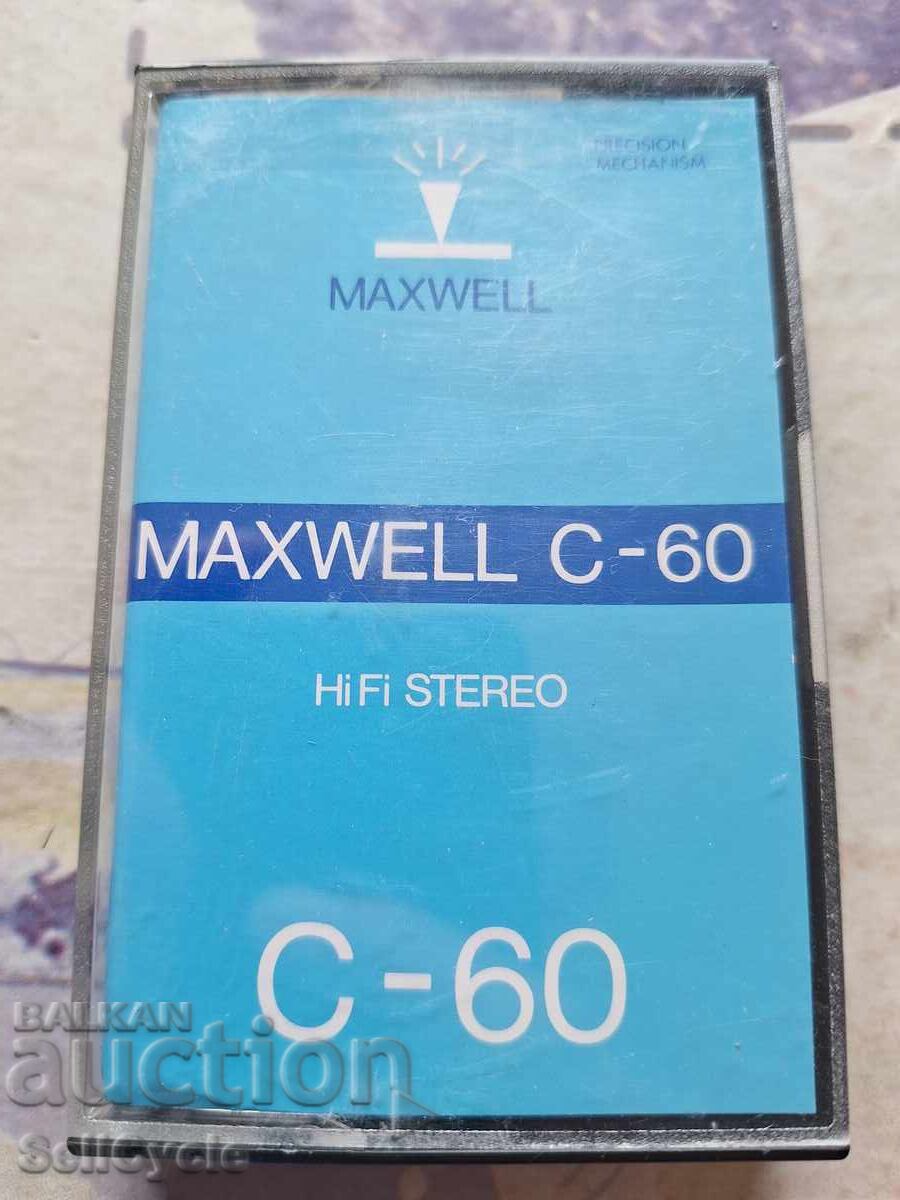 PRECISION
MECHANISM
MAXWELL
MAXWELL C-60
HiFi STEREO
C-60
BALKAN
auction
Sellcycle